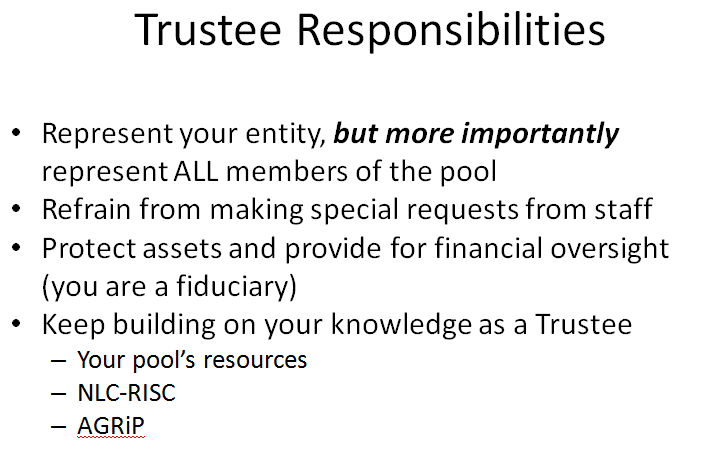 Trustee Responsibilities
• Represent your entity, but more importantly
represent ALL members of the pool
• Refrain from making special requests from staff
• Protect assets and provide for financial oversight
(you are a fiduciary)
• Keep building on your knowledge as a Trustee
– Your pool's resources
– NLC-RISC
– AGRiP